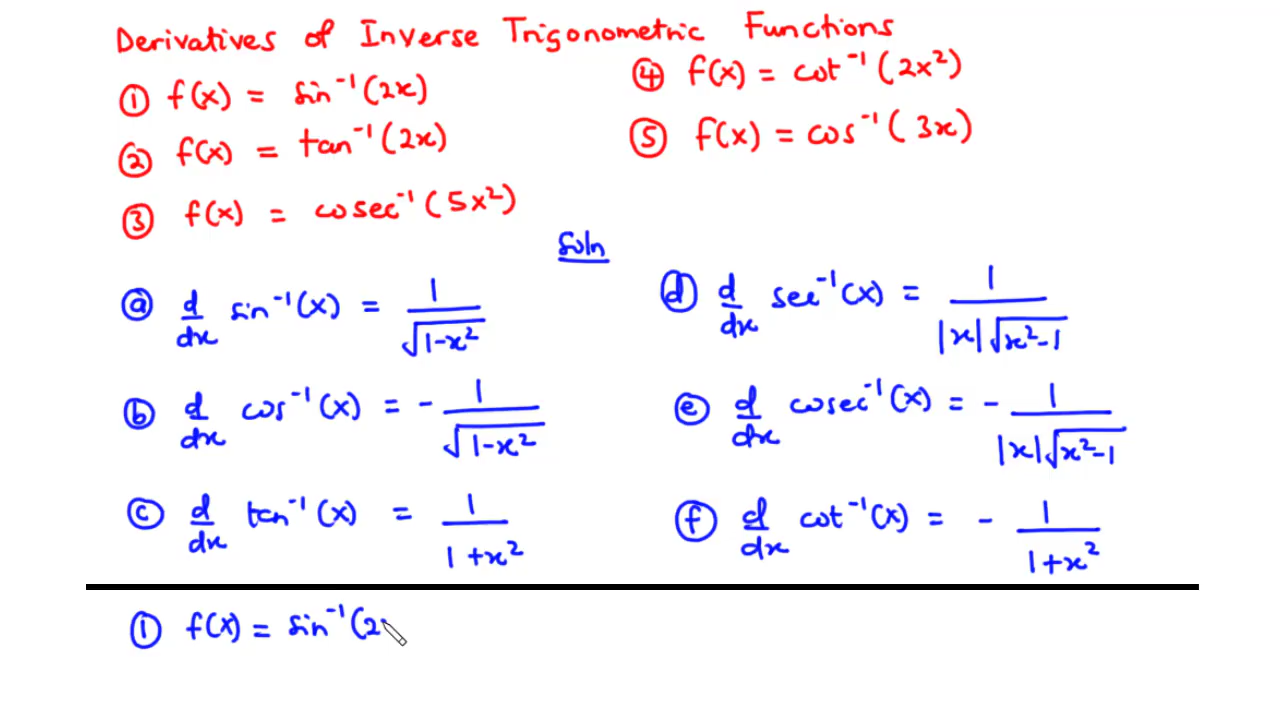 Derivatives of Inverse Trigonometric Functions
① f(x) = sin⁻¹(2x)
② f(x) = tan⁻¹(2x)
③ f(x) = cosec⁻¹(5x²)
④ f(x) = cot⁻¹(2x²)
⑤ f(x) = cos⁻¹(3x)
Soln
ⓐ d/dx sin⁻¹(x) = 1/√(1-x²)
ⓑ d/dx cos⁻¹(x) = - 1/√(1-x²)
ⓒ d/dx tan⁻¹(x) = 1/(1+x²)
ⓓ d/dx sec⁻¹(x) = 1/(|x|√(x²-1))
ⓔ d/dx cosec⁻¹(x) = - 1/(|x|√(x²-1))
ⓕ d/dx cot⁻¹(x) = - 1/(1+x²)
① f(x) = sin⁻¹(2